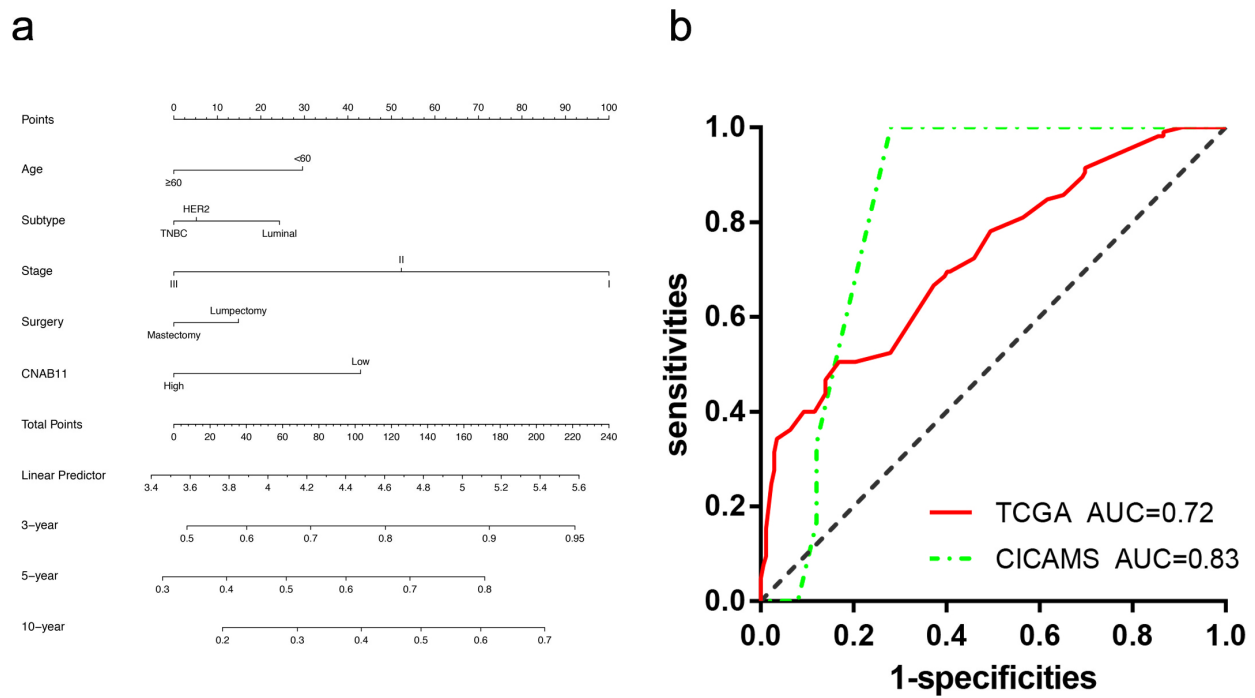 a
Points
0 10 20 30 40 50 60 70 80 90 100
Age
<60
≥60
Subtype
HER2
TNBC Luminal
Stage
II
III I
Surgery
Lumpectomy
Mastectomy
CNAB11
Low
High
Total Points
0 20 40 60 80 100 120 140 160 180 200 220 240
Linear Predictor
3.4 3.6 3.8 4 4.2 4.4 4.6 4.8 5 5.2 5.4 5.6
3−year
0.5 0.6 0.7 0.8 0.9 0.95
5−year
0.3 0.4 0.5 0.6 0.7 0.8
10−year
0.2 0.3 0.4 0.5 0.6 0.7
b
sensitivities
1.0
0.8
0.6
0.4
0.2
0.0
TCGA AUC=0.72
CICAMS AUC=0.83
0.0 0.2 0.4 0.6 0.8 1.0
1-specificities